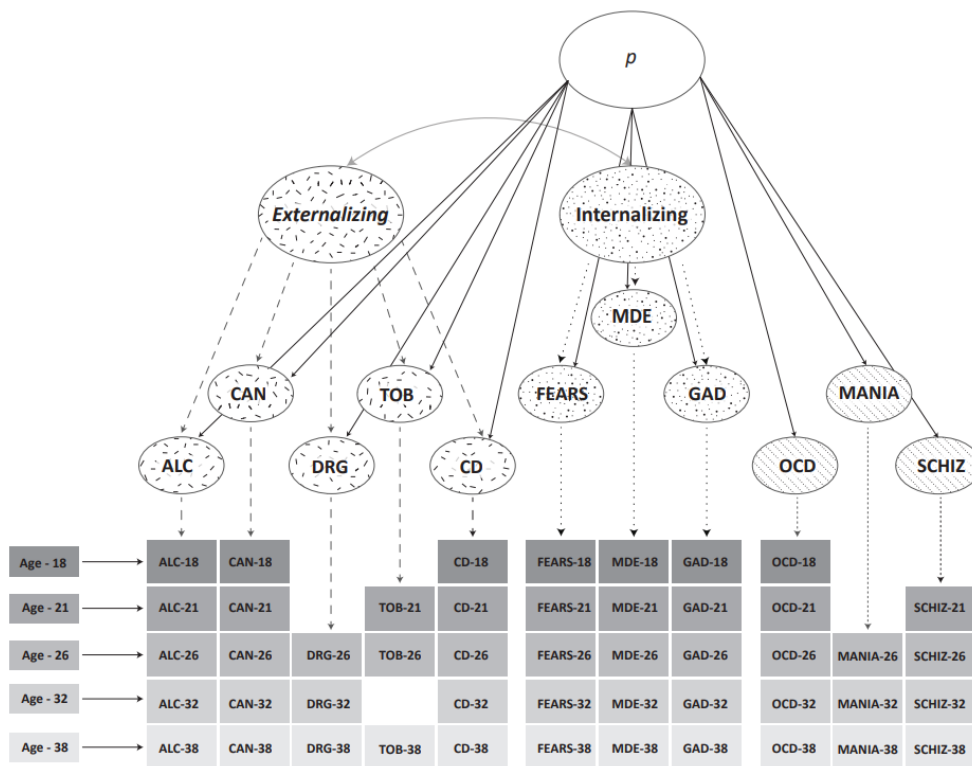 p
Externalizing
Internalizing
MDE
CAN
TOB
FEARS
GAD
MANIA
ALC
DRG
CD
OCD
SCHIZ
Age - 18 ALC-18 CAN-18 CD-18 FEARS-18 MDE-18 GAD-18 OCD-18
Age - 21 ALC-21 CAN-21 TOB-21 CD-21 FEARS-21 MDE-21 GAD-21 OCD-21 SCHIZ-21
Age - 26 ALC-26 CAN-26 DRG-26 TOB-26 CD-26 FEARS-26 MDE-26 GAD-26 OCD-26 MANIA-26 SCHIZ-26
Age - 32 ALC-32 CAN-32 DRG-32 CD-32 FEARS-32 MDE-32 GAD-32 OCD-32 MANIA-32 SCHIZ-32
Age - 38 ALC-38 CAN-38 DRG-38 TOB-38 CD-38 FEARS-38 MDE-38 GAD-38 OCD-38 MANIA-38 SCHIZ-38